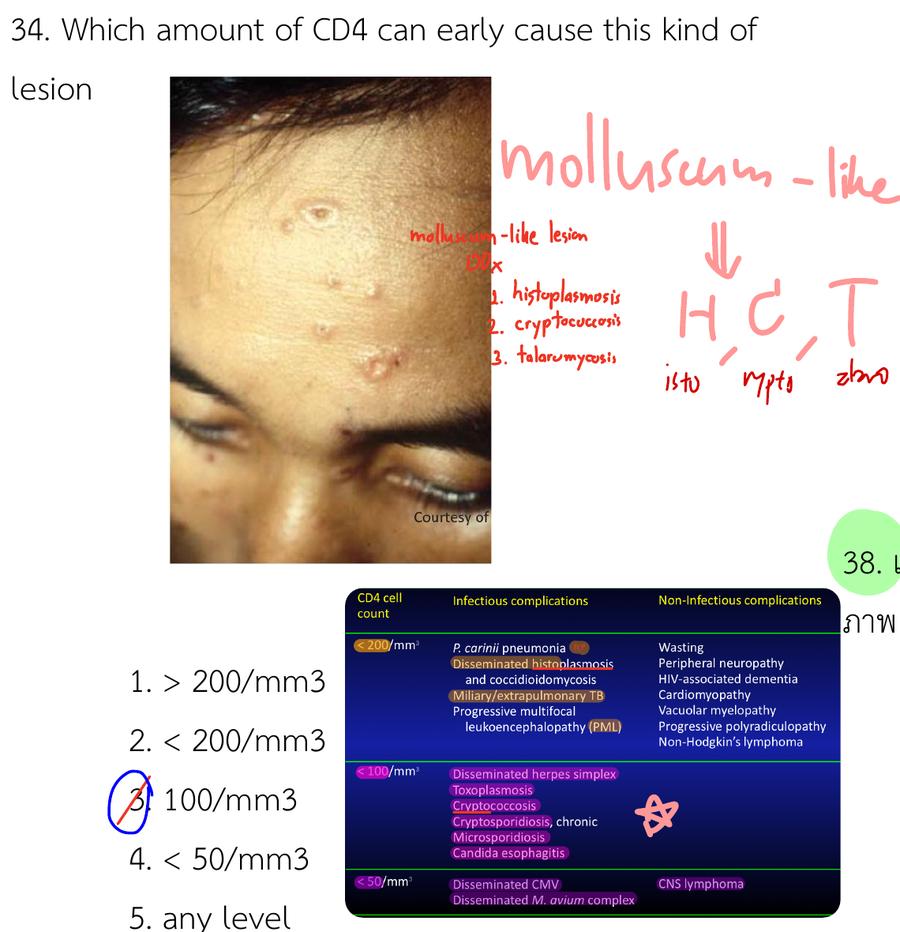 34. Which amount of CD4 can early cause this kind of
lesion
molluscum - like
molluscum-like lesion
DDx
1. histoplasmosis
2. cryptococcosis
3. talaromycosis
H C T
isto / rypto /
Courtesy of
38. เ
ภาพ
CD4 cell count
Infectious complications
Non-Infectious complications
< 200/mm³
P. carinii pneumonia
Disseminated histoplasmosis
and coccidioidomycosis
Miliary/extrapulmonary TB
Progressive multifocal
leukoencephalopathy (PML)
Wasting
Peripheral neuropathy
HIV-associated dementia
Cardiomyopathy
Vacuolar myelopathy
Progressive polyradiculopathy
Non-Hodgkin's lymphoma
< 100/mm³
Disseminated herpes simplex
Toxoplasmosis
Cryptococcosis
Cryptosporidiosis, chronic
Microsporidiosis
Candida esophagitis
< 50/mm³
Disseminated CMV
Disseminated M. avium complex
CNS lymphoma
1. > 200/mm3
2. < 200/mm3
3. 100/mm3
4. < 50/mm3
5. any level